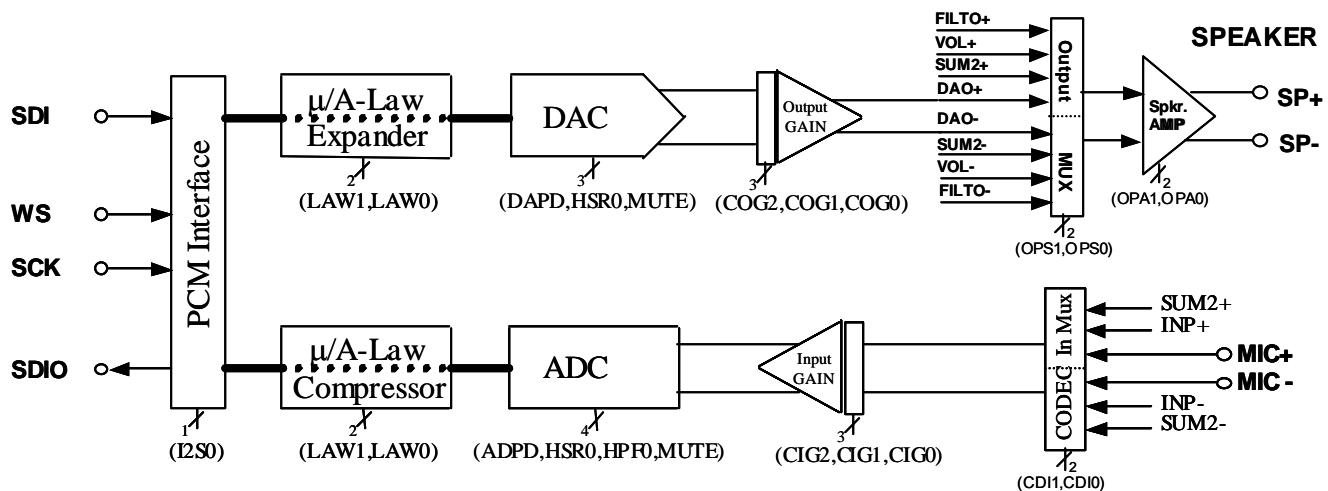 FILTO+
VOL+
SUM2+
DAO+
DAO-
SUM2-
VOL-
FILTO-
Output
MUX
2
(OPS1,OPS0)
SPEAKER
Spkr.
AMP
2
(OPA1,OPA0)
SP+
SP-
SDI
WS
SCK
SDIO
PCM Interface
1
(I2S0)
µ/A-Law
Expander
2
(LAW1,LAW0)
DAC
3
(DAPD,HSR0,MUTE)
Output
GAIN
3
(COG2,COG1,COG0)
µ/A-Law
Compressor
2
(LAW1,LAW0)
ADC
4
(ADPD,HSR0,HPF0,MUTE)
Input
GAIN
3
(CIG2,CIG1,CIG0)
CODEC In Mux
2
(CDI1,CDI0)
SUM2+
INP+
MIC+
MIC-
INP-
SUM2-